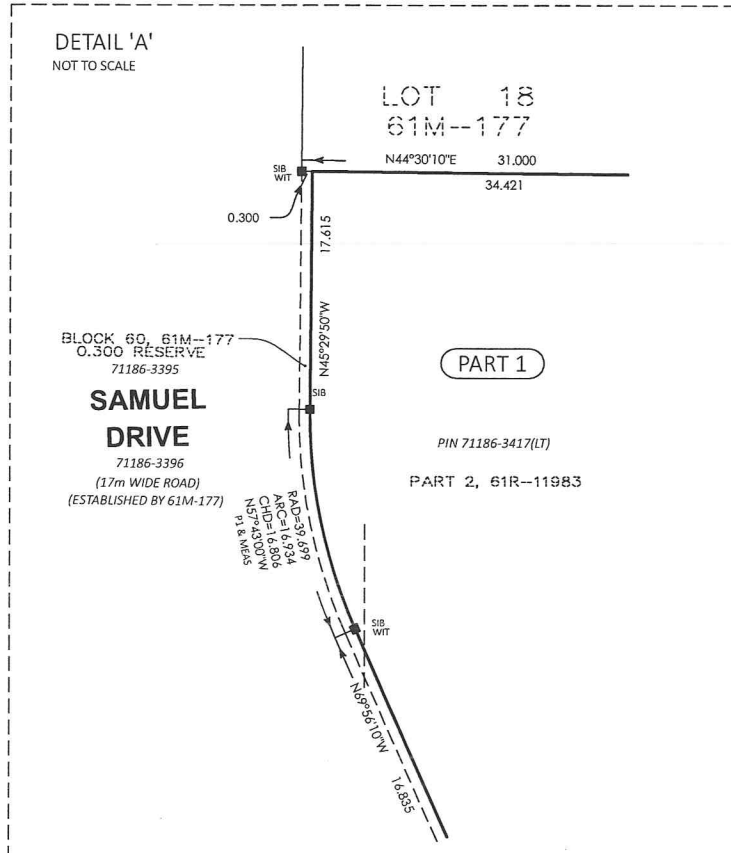 DETAIL 'A'
NOT TO SCALE
LOT 18
61M--177
N44°30'10"E 31.000
34.421
SIB
WIT
0.300
17.615
N45°29'50"W
BLOCK 60, 61M--177
0.300 RESERVE
71186-3395
SAMUEL
DRIVE
71186-3396
(17m WIDE ROAD)
(ESTABLISHED BY 61M-177)
SIB
PART 1
PIN 71186-3417(LT)
PART 2, 61R--11983
RAD=39.699
ARC=16.934
CHD=16.806
N57°43'00"W
P1 & MEAS
SIB
WIT
N69°56'10"W
16.835